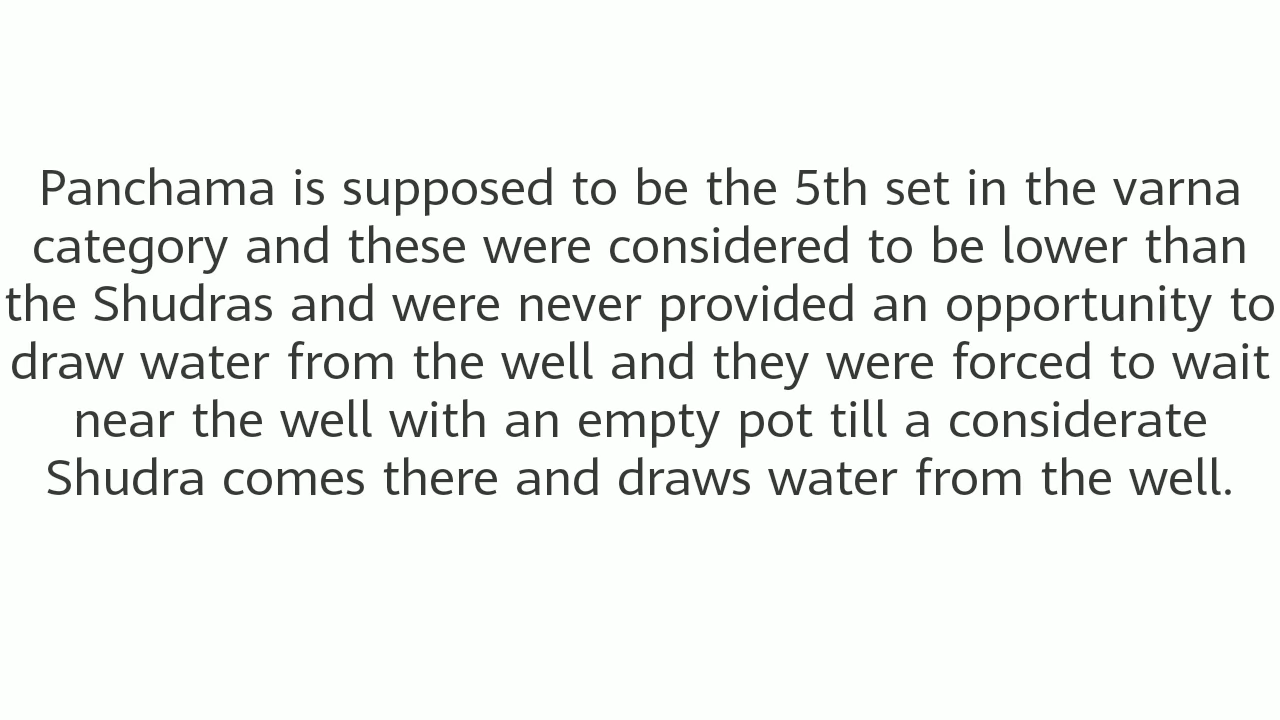 Panchama is supposed to be the 5th set in the varna
category and these were considered to be lower than
the Shudras and were never provided an opportunity to
draw water from the well and they were forced to wait
near the well with an empty pot till a considerate
Shudra comes there and draws water from the well.